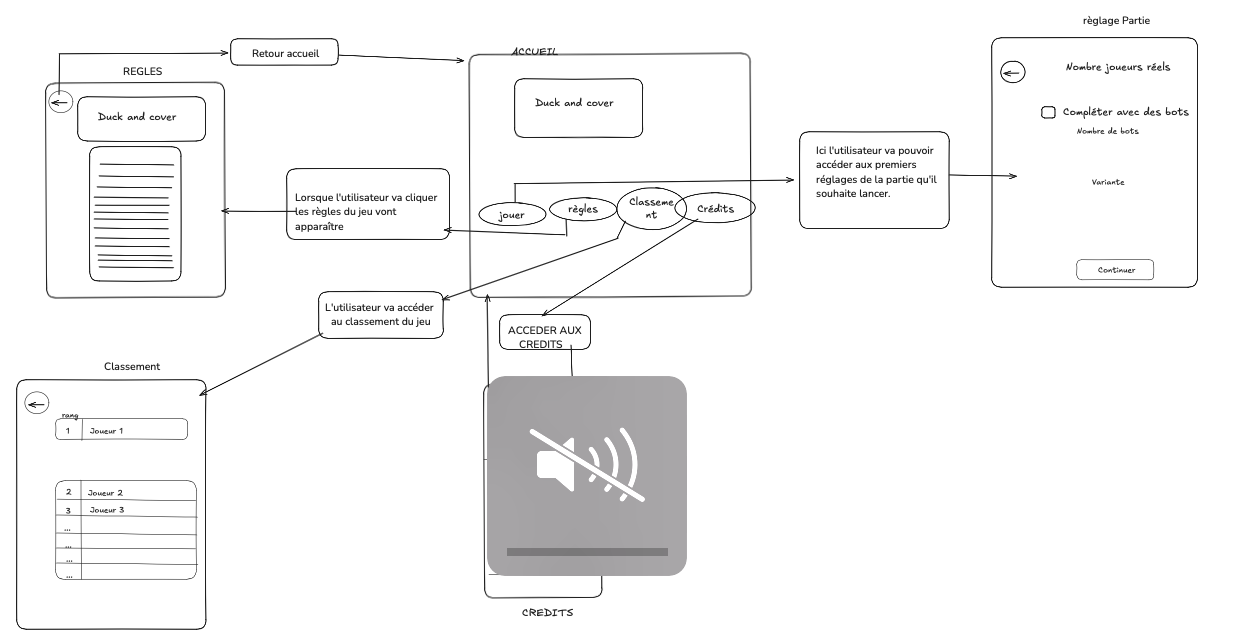 règlage Partie
ACCUEIL
Retour accueil
REGLES
Duck and cover
Duck and cover
Nombre joueurs réels
Compléter avec des bots
Nombre de bots
Variante
Continuer
Ici l'utilisateur va pouvoir
accéder aux premiers
réglages de la partie qu'il
souhaite lancer.
Lorsque l'utilisateur va cliquer
les règles du jeu vont
apparaître
jouer
règles
Classeme
nt
Crédits
L'utilisateur va accéder
au classement du jeu
ACCEDER AUX
CREDITS
Classement
rang
1 Joueur 1
2 Joueur 2
3 Joueur 3
...
...
...
...
CREDITS